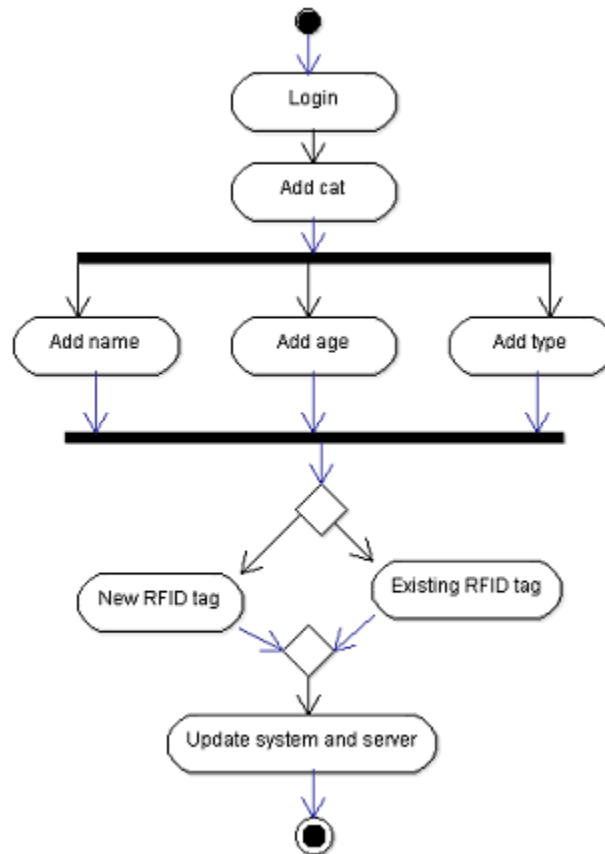 Login
Add cat
Add name
Add age
Add type
New RFID tag
Existing RFID tag
Update system and server